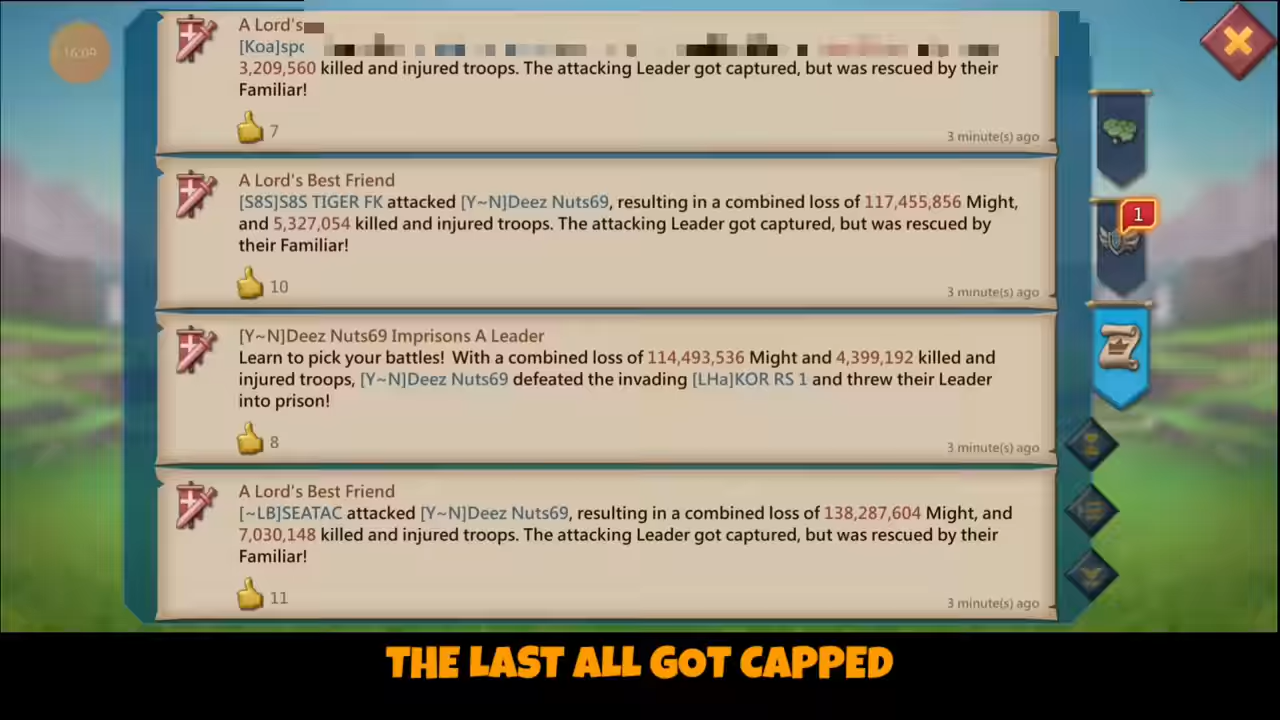 16:09
A Lord's
[Koa]spc
3,209,560 killed and injured troops. The attacking Leader got captured, but was rescued by their
Familiar!
7
3 minute(s) ago
A Lord's Best Friend
[S8S]S8S TIGER FK attacked [Y~N]Deez Nuts69, resulting in a combined loss of 117,455,856 Might,
and 5,327,054 killed and injured troops. The attacking Leader got captured, but was rescued by
their Familiar!
10
3 minute(s) ago
1
[Y~N]Deez Nuts69 Imprisons A Leader
Learn to pick your battles! With a combined loss of 114,493,536 Might and 4,399,192 killed and
injured troops, [Y~N]Deez Nuts69 defeated the invading [LHa]KOR RS 1 and threw their Leader
into prison!
8
3 minute(s) ago
A Lord's Best Friend
[~LB]SEATAC attacked [Y~N]Deez Nuts69, resulting in a combined loss of 138,287,604 Might, and
7,030,148 killed and injured troops. The attacking Leader got captured, but was rescued by their
Familiar!
11
3 minute(s) ago
THE LAST ALL GOT CAPPED